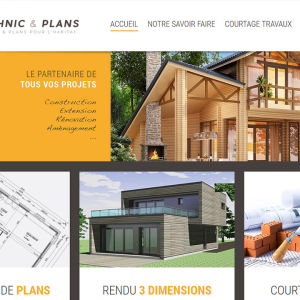 HNIC & PLANS
& PLANS POUR L'HABITAT
ACCUEIL NOTRE SAVOIR FAIRE COURTAGE TRAVAUX
LE PARTENAIRE DE
TOUS VOS PROJETS
Construction
Extension
Rénovation
Aménagement
...
DE PLANS
RENDU 3 DIMENSIONS
COURT